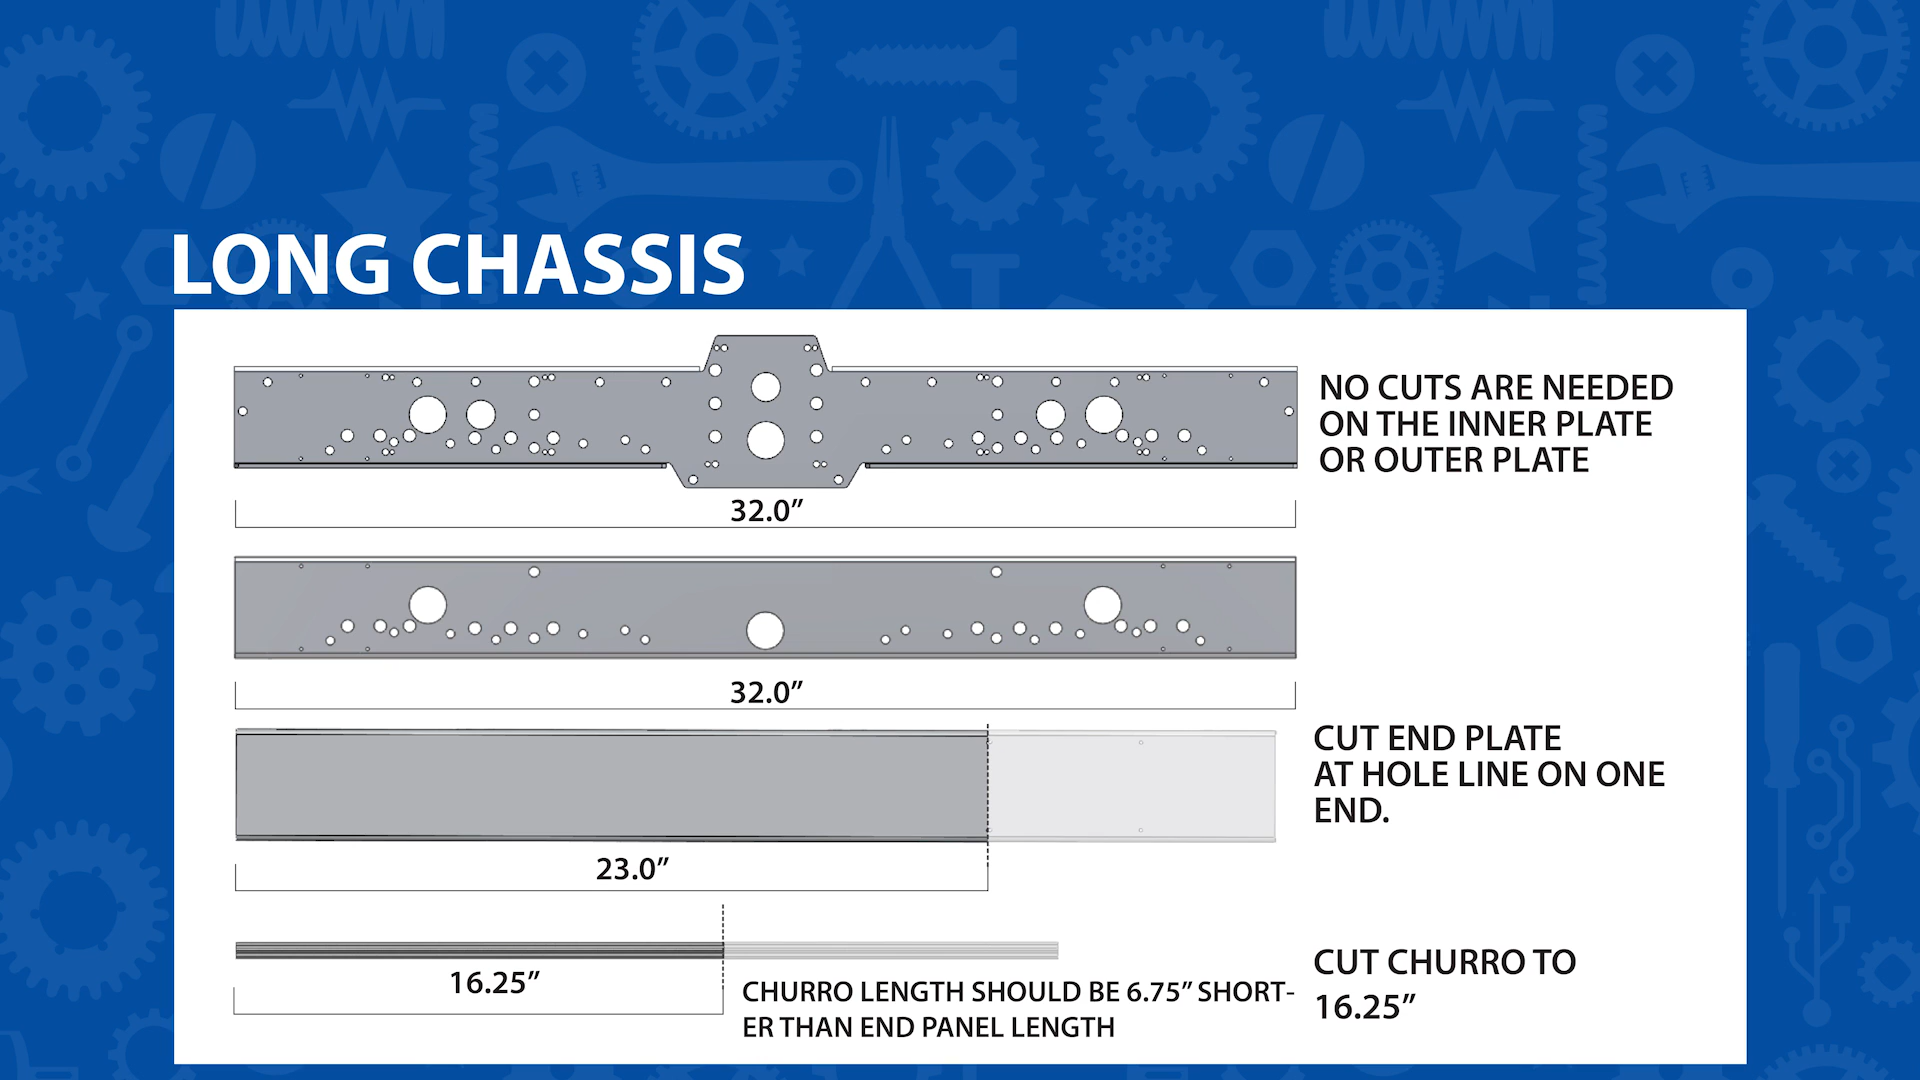 LONG CHASSIS
NO CUTS ARE NEEDED
ON THE INNER PLATE
OR OUTER PLATE
32.0”
32.0”
CUT END PLATE
AT HOLE LINE ON ONE
END.
23.0”
16.25”
CHURRO LENGTH SHOULD BE 6.75” SHORT-
ER THAN END PANEL LENGTH
CUT CHURRO TO
16.25”